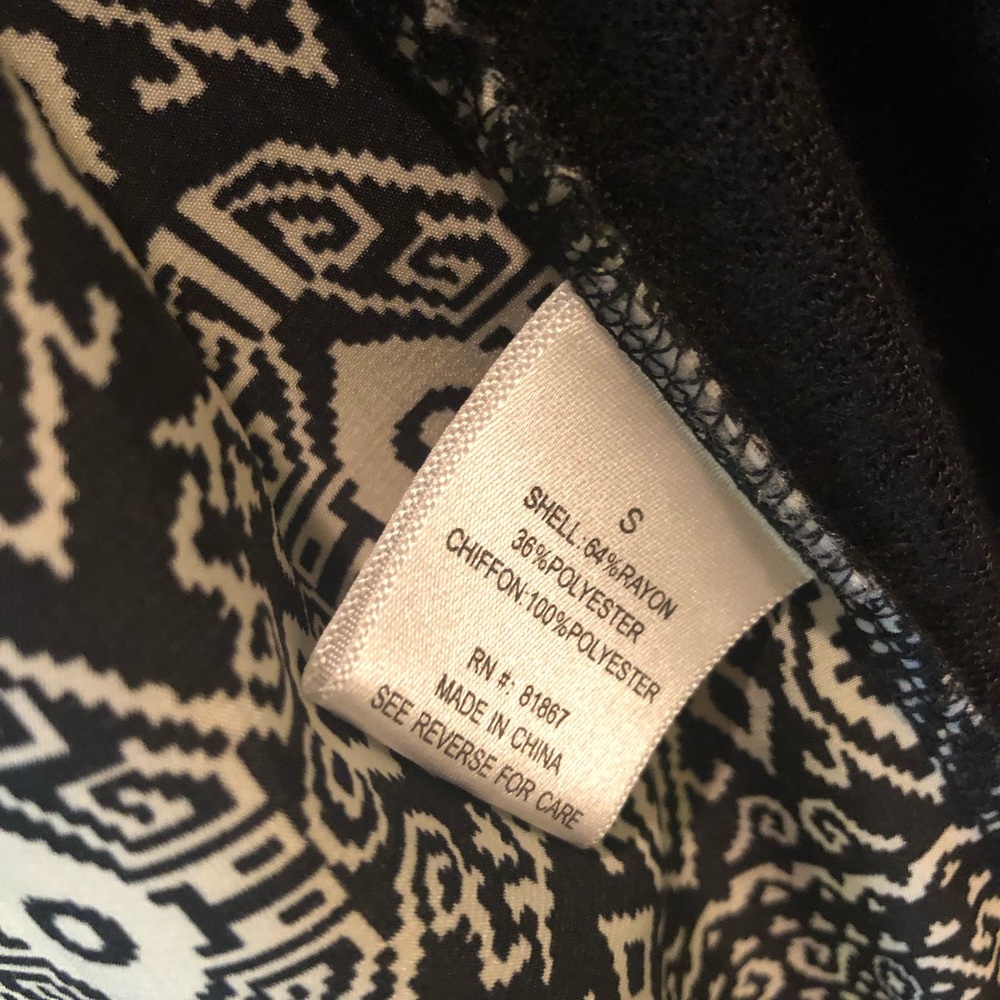 S
SHELL:64%RAYON
36%POLYESTER
CHIFFON:100%POLYESTER
RN #: 81867
MADE IN CHINA
SEE REVERSE FOR CARE